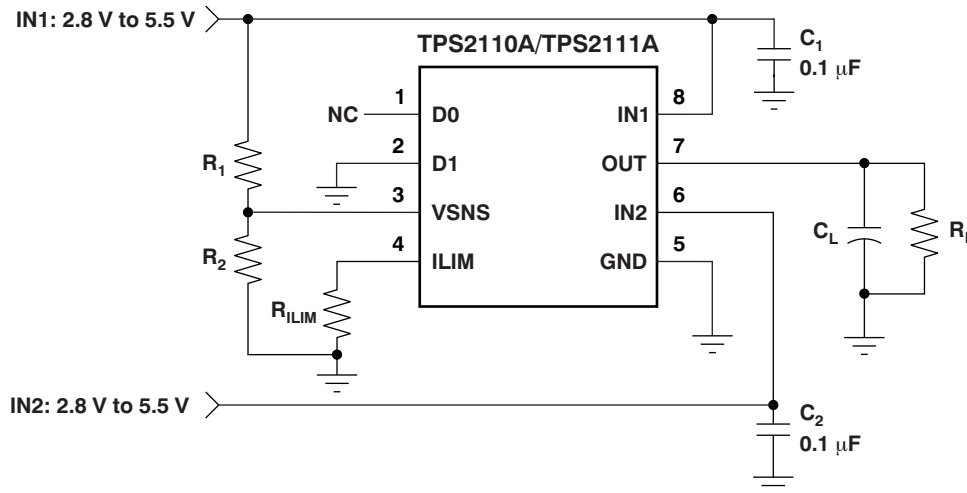 IN1: 2.8 V to 5.5 V
TPS2110A/TPS2111A
C1
0.1 μF
NC
1
D0
IN1
8
2
D1
OUT
7
R1
3
VSNS
IN2
6
CL
R2
4
ILIM
GND
5
RILIM
IN2: 2.8 V to 5.5 V
C2
0.1 μF